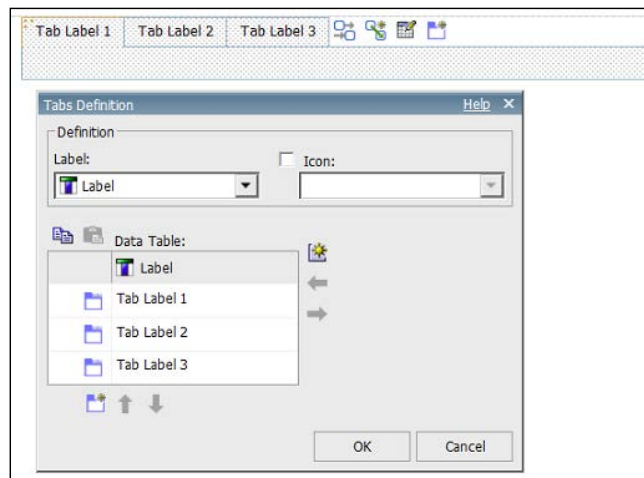 Tab Label 1 Tab Label 2 Tab Label 3
Tabs Definition Help
Definition
Label: Icon:
Label
Data Table:
Label
Tab Label 1
Tab Label 2
Tab Label 3
OK Cancel